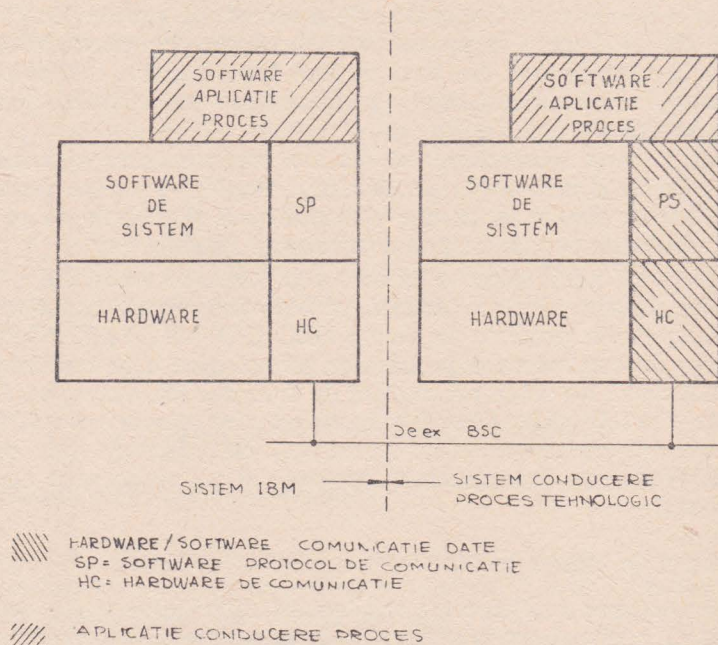 SOFTWARE
APLICATIE
PROCES
SOFTWARE
DE
SISTEM
SP
HARDWARE
HC
SOFTWARE
APLICATIE
PROCES
SOFTWARE
DE
SISTEM
PS
HARDWARE
HC
De ex BSC
SISTEM IBM
SISTEM CONDUCERE
PROCES TEHNOLOGIC
HARDWARE/SOFTWARE COMUNICATIE DATE
SP= SOFTWARE PROTOCOL DE COMUNICATIE
HC= HARDWARE DE COMUNICATIE
APLICATIE CONDUCERE PROCES